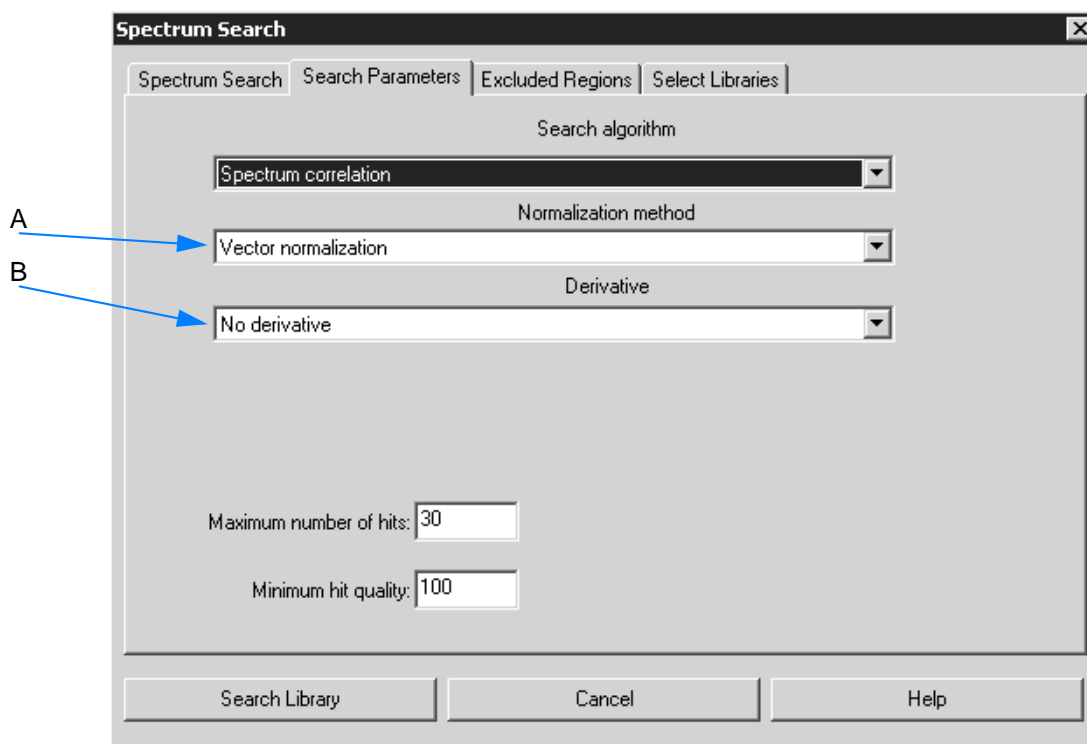 Spectrum Search
Spectrum Search Search Parameters Excluded Regions Select Libraries
Search algorithm
Spectrum correlation
Normalization method
A
Vector normalization
B
Derivative
No derivative
Maximum number of hits: 30
Minimum hit quality: 100
Search Library Cancel Help